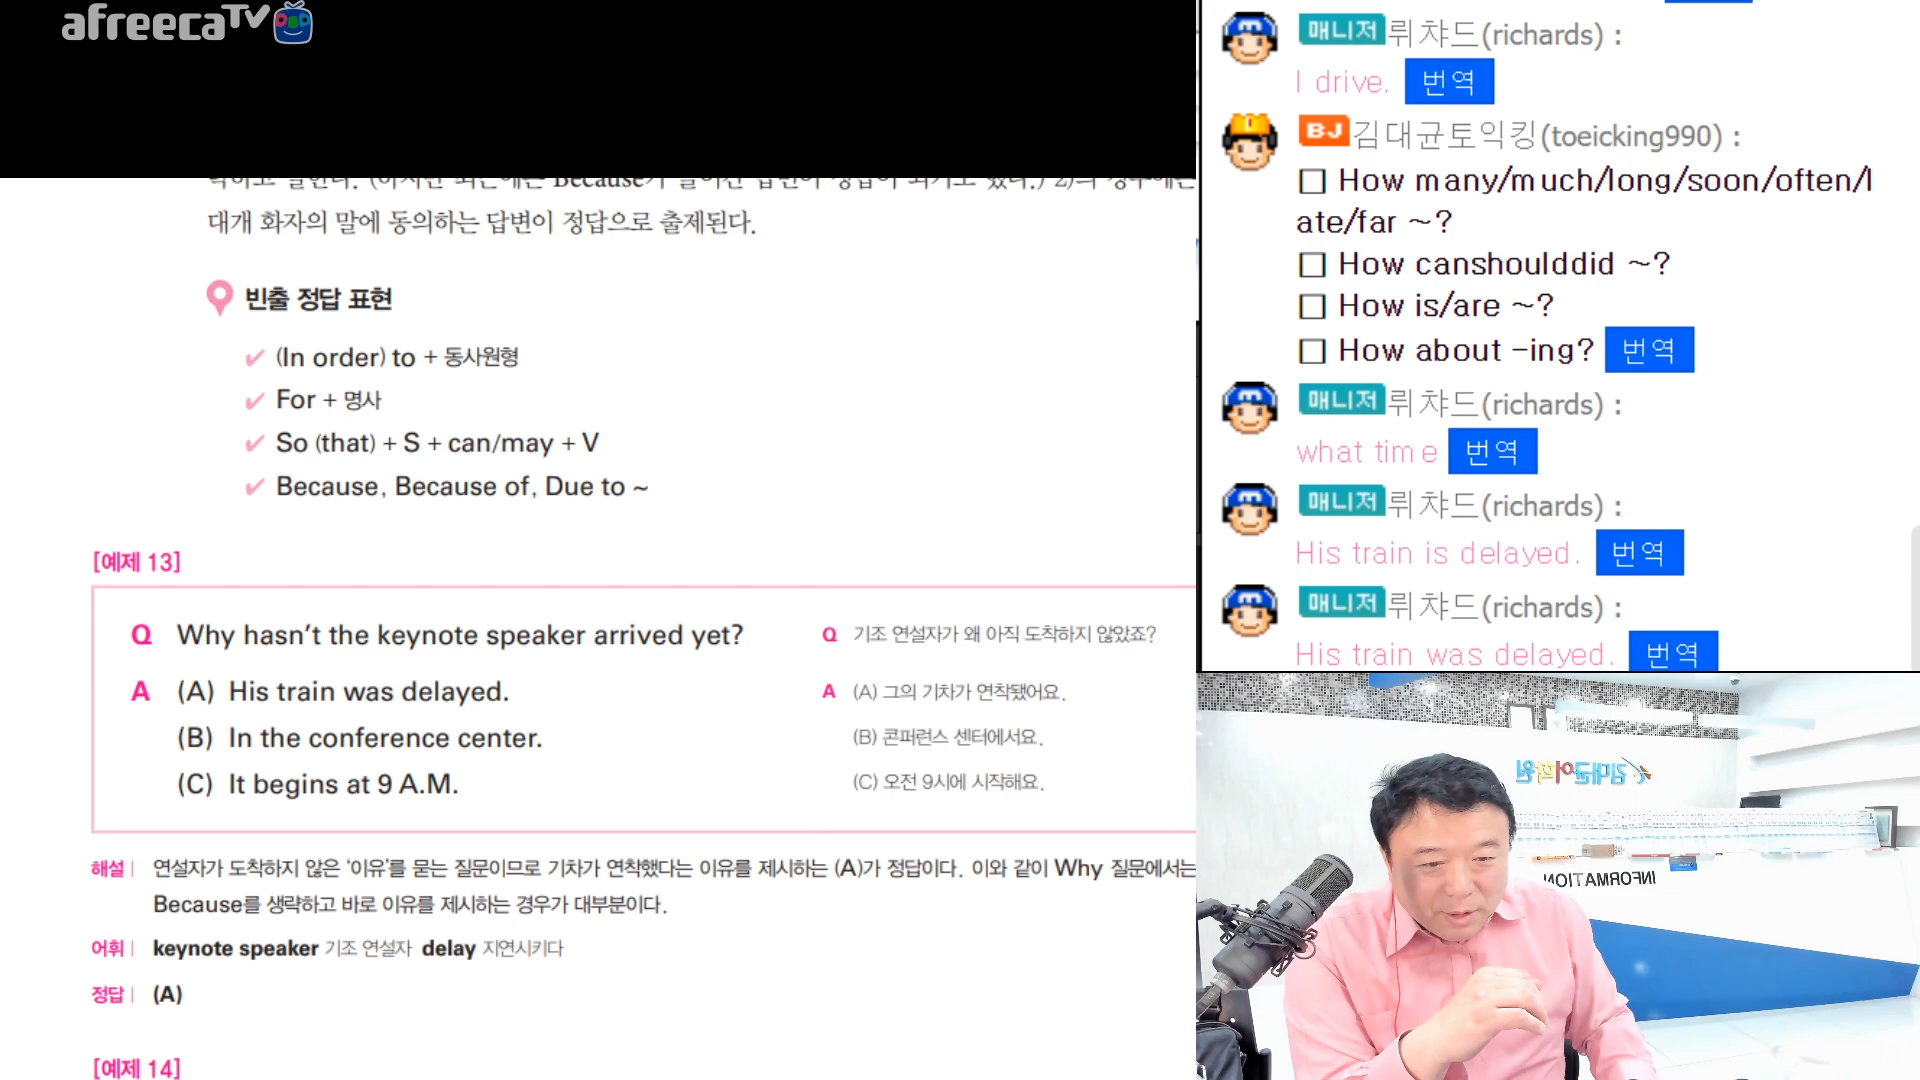 afreecaTV
대개 화자의 말에 동의하는 답변이 정답으로 출제된다.
빈출 정답 표현
✔ (In order) to + 동사원형
✔ For + 명사
✔ So (that) + S + can/may + V
✔ Because, Because of, Due to ~
[예제 13]
Q Why hasn't the keynote speaker arrived yet?
A (A) His train was delayed.
(B) In the conference center.
(C) It begins at 9 A.M.
Q 기조 연설자가 왜 아직 도착하지 않았죠?
A (A) 그의 기차가 연착됐어요.
(B) 콘퍼런스 센터에서요.
(C) 오전 9시에 시작해요.
해설 | 연설자가 도착하지 않은 '이유'를 묻는 질문이므로 기차가 연착했다는 이유를 제시하는 (A)가 정답이다. 이와 같이 Why 질문에서는
Because를 생략하고 바로 이유를 제시하는 경우가 대부분이다.
어휘 | keynote speaker 기조 연설자 delay 지연시키다
정답 | (A)
[예제 14]
매니저 뤼챠드(richards) :
I drive. 번역
BJ 김대균토익킹(toeicking990) :
□ How many/much/long/soon/often/l
ate/far ~?
□ How canshoulddid ~?
□ How is/are ~?
□ How about -ing? 번역
매니저 뤼챠드(richards) :
what time 번역
매니저 뤼챠드(richards) :
His train is delayed. 번역
매니저 뤼챠드(richards) :
His train was delayed. 번역
김대균어학원
INFORMATION